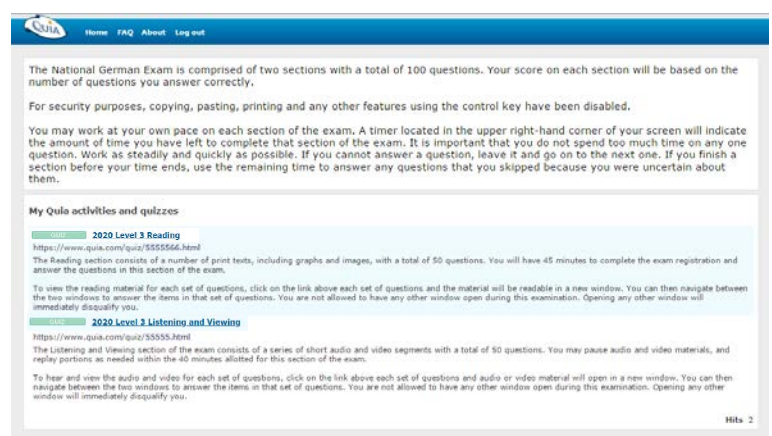 QUIA
Home FAQ About Log out
The National German Exam is comprised of two sections with a total of 100 questions. Your score on each section will be based on the
number of questions you answer correctly.
For security purposes, copying, pasting, printing and any other features using the control key have been disabled.
You may work at your own pace on each section of the exam. A timer located in the upper right-hand corner of your screen will indicate
the amount of time you have left to complete that section of the exam. It is important that you do not spend too much time on any one
question. Work as steadily and quickly as possible. If you cannot answer a question, leave it and go on to the next one. If you finish a
section before your time ends, use the remaining time to answer any questions that you skipped because you were uncertain about
them.
My Quia activities and quizzes
QUIZ 2020 Level 3 Reading
https://www.quia.com/quiz/5555566.html
The Reading section consists of a number of print texts, including graphs and images, with a total of 50 questions. You will have 45 minutes to complete the exam registration and
answer the questions in this section of the exam.
To view the reading material for each set of questions, click on the link above each set of questions and the material will be readable in a new window. You can then navigate between
the two windows to answer the items in that set of questions. You are not allowed to have any other window open during this examination. Opening any other window will
immediately disqualify you.
QUIZ 2020 Level 3 Listening and Viewing
https://www.quia.com/quiz/55555.html
The Listening and Viewing section of the exam consists of a series of short audio and video segments with a total of 50 questions. You may pause audio and video materials, and
replay portions as needed within the 40 minutes allotted for this section of the exam.
To hear and view the audio and video for each set of questions, click on the link above each set of questions and audio or video material will open in a new window. You can then
navigate between the two windows to answer the items in that set of questions. You are not allowed to have any other window open during this examination. Opening any other
window will immediately disqualify you.
Hits 2